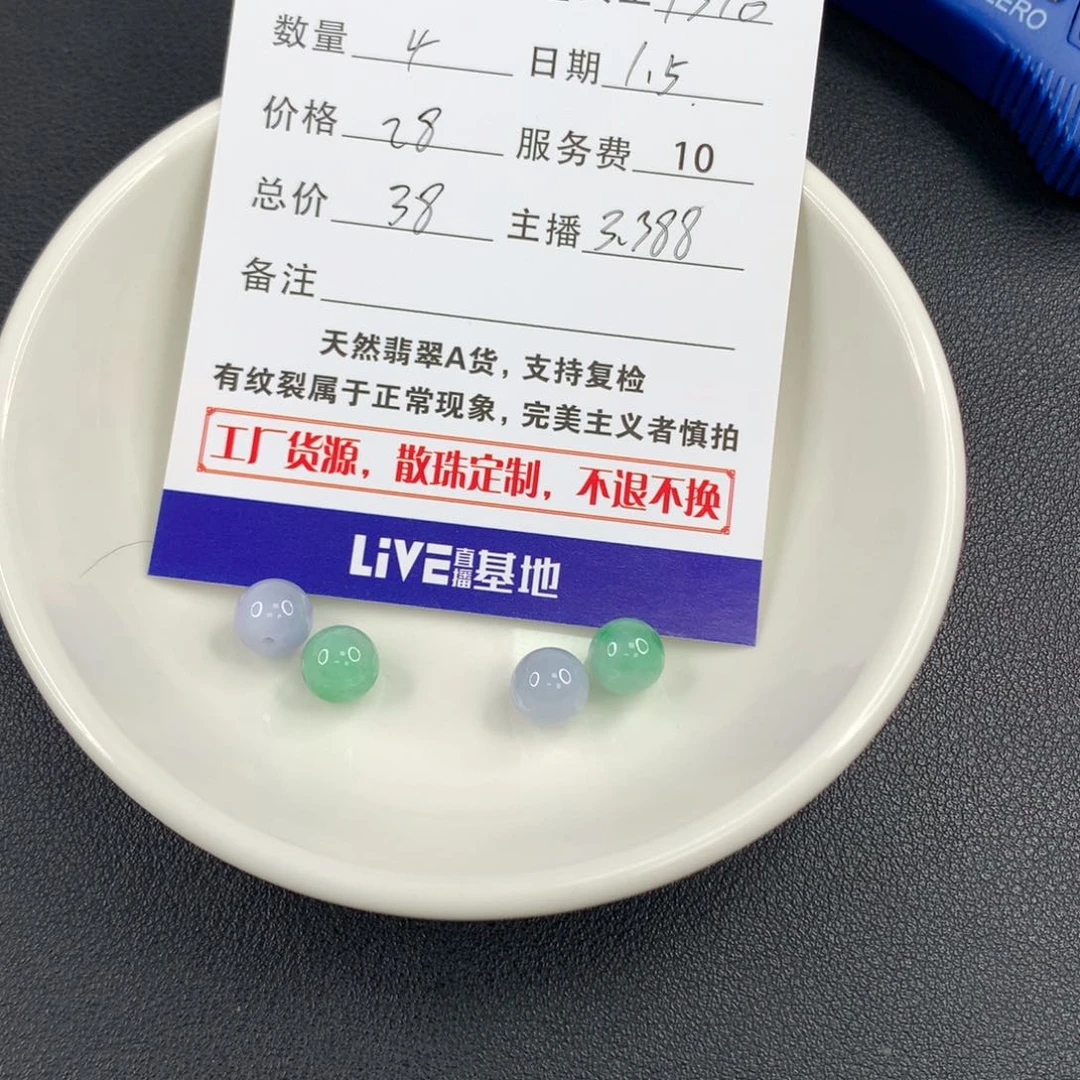 数量 4 日期 1.5
价格 28 服务费 10
总价 38 主播 3.388
备注
天然翡翠A货，支持复检
有纹裂属于正常现象，完美主义者慎拍
工厂货源，散珠定制，不退不换
LiVE直播基地
ZERO